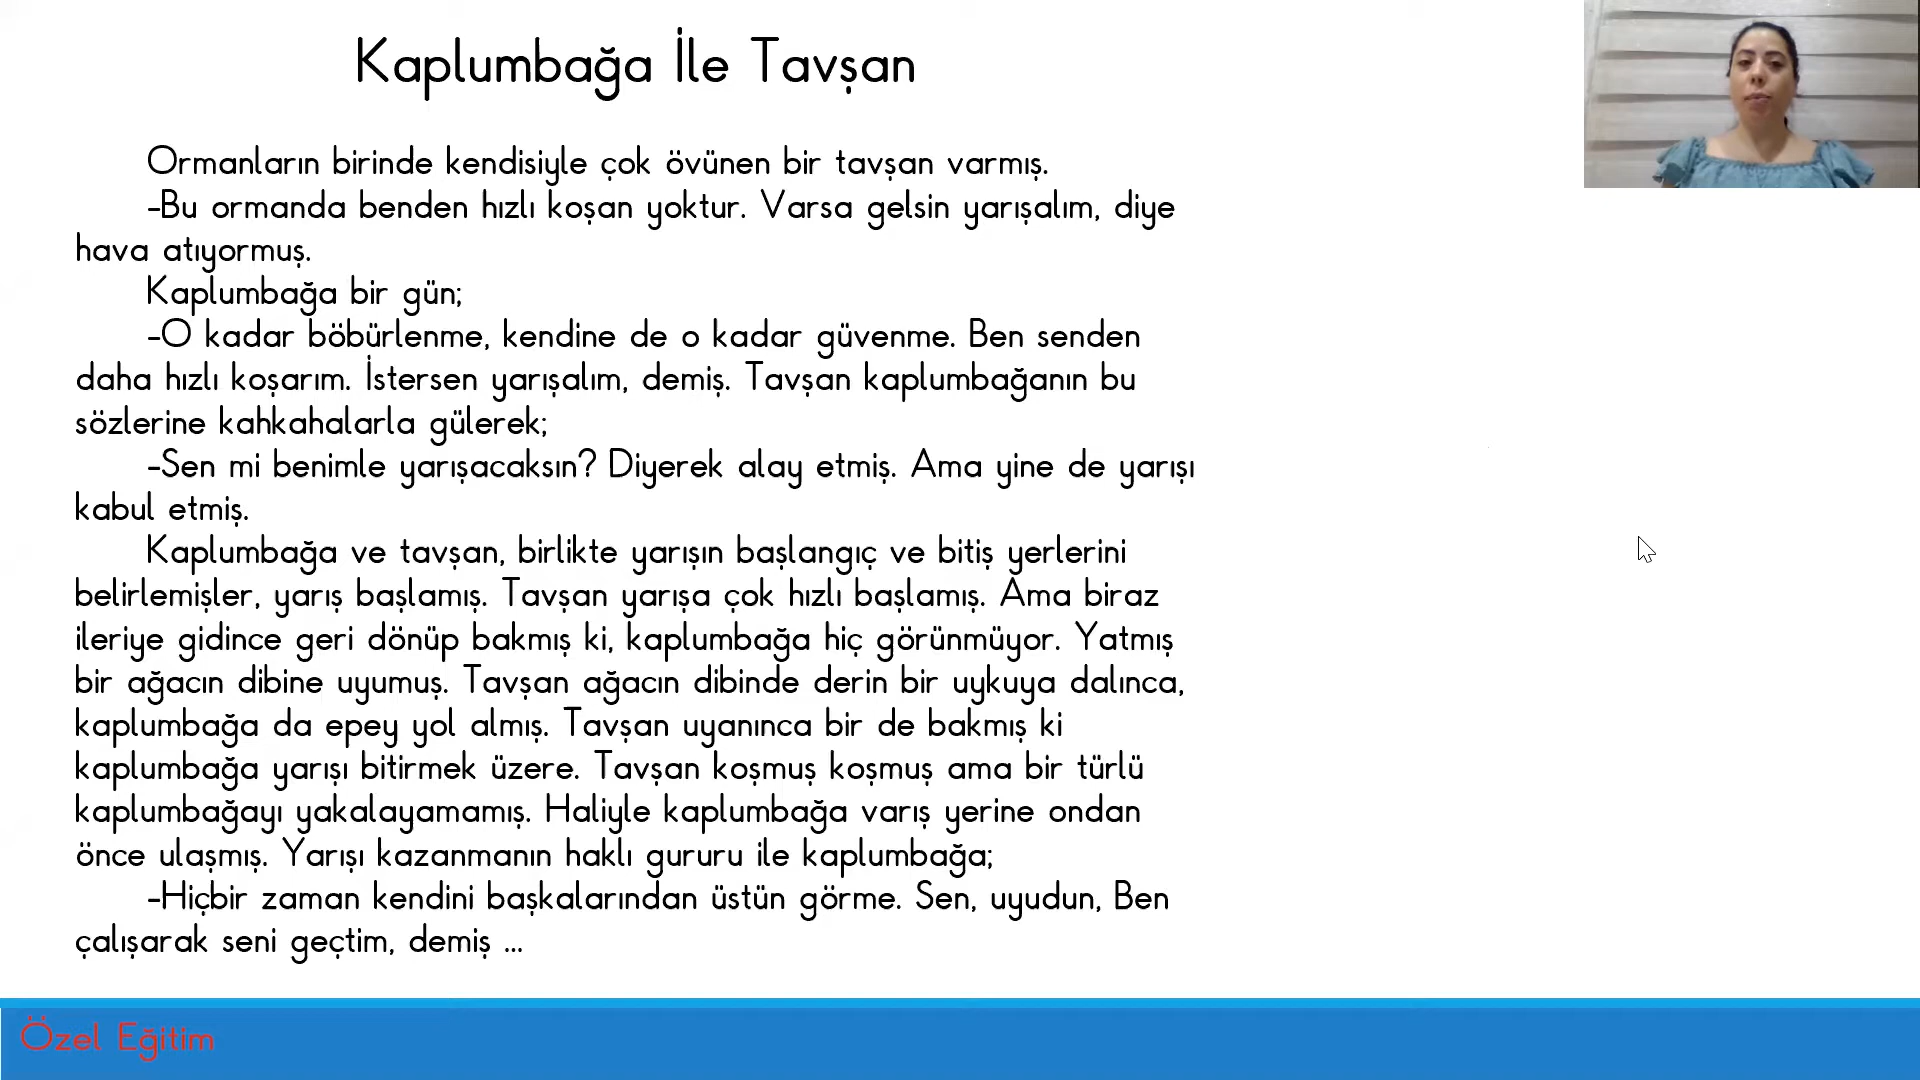 Kaplumbağa İle Tavşan
Ormanların birinde kendisiyle çok övünen bir tavşan varmış.
-Bu ormanda benden hızlı koşan yoktur. Varsa gelsin yarışalım, diye
hava atıyormuş.
Kaplumbağa bir gün;
-O kadar böbürlenme, kendine de o kadar güvenme. Ben senden
daha hızlı koşarım. İstersen yarışalım, demiş. Tavşan kaplumbağanın bu
sözlerine kahkahalarla gülerek;
-Sen mi benimle yarışacaksın? Diyerek alay etmiş. Ama yine de yarışı
kabul etmiş.
Kaplumbağa ve tavşan, birlikte yarışın başlangıç ve bitiş yerlerini
belirlemişler, yarış başlamış. Tavşan yarışa çok hızlı başlamış. Ama biraz
ileriye gidince geri dönüp bakmış ki, kaplumbağa hiç görünmüyor. Yatmış
bir ağacın dibine uyumuş. Tavşan ağacın dibinde derin bir uykuya dalınca,
kaplumbağa da epey yol almış. Tavşan uyanınca bir de bakmış ki
kaplumbağa yarışı bitirmek üzere. Tavşan koşmuş koşmuş ama bir türlü
kaplumbağayı yakalayamamış. Haliyle kaplumbağa varış yerine ondan
önce ulaşmış. Yarışı kazanmanın haklı gururu ile kaplumbağa;
-Hiçbir zaman kendini başkalarından üstün görme. Sen, uyudun, Ben
çalışarak seni geçtim, demiş ...
Özel Eğitim